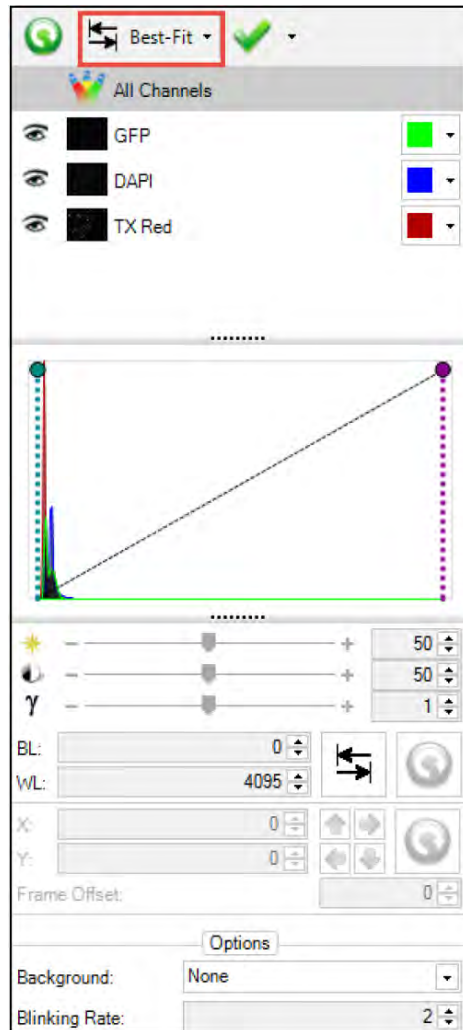 Best-Fit
All Channels
GFP
DAPI
TX Red
50
50
γ 1
BL: 0
WL: 4095
X: 0
Y: 0
Frame Offset: 0
Options
Background: None
Blinking Rate: 2